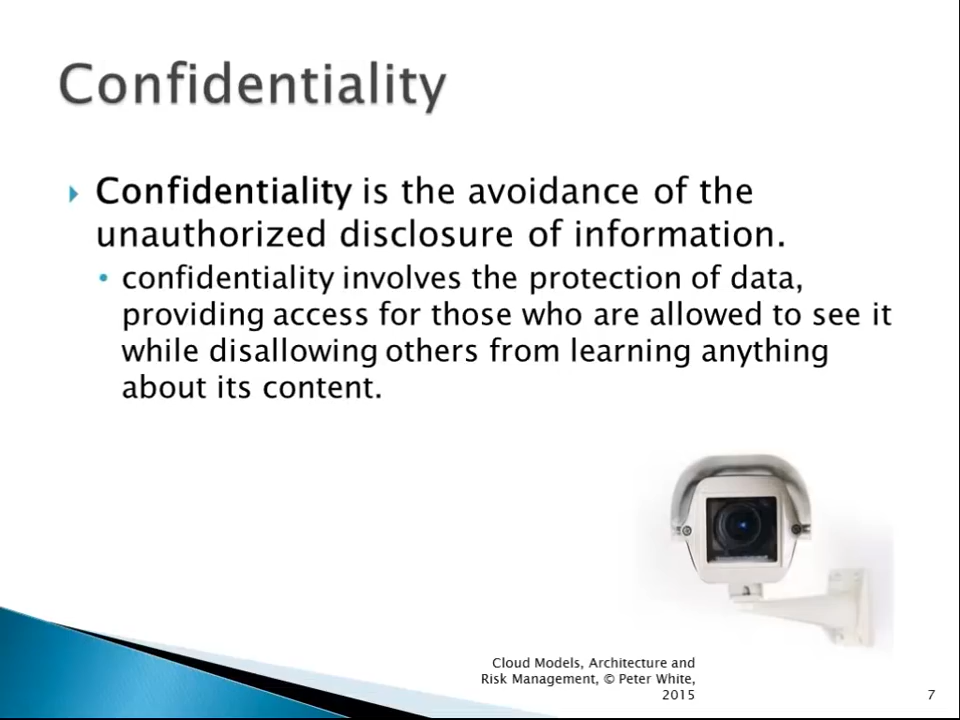 Confidentiality
Confidentiality is the avoidance of the
unauthorized disclosure of information.
confidentiality involves the protection of data,
providing access for those who are allowed to see it
while disallowing others from learning anything
about its content.
Cloud Models, Architecture and
Risk Management, © Peter White,
2015
7